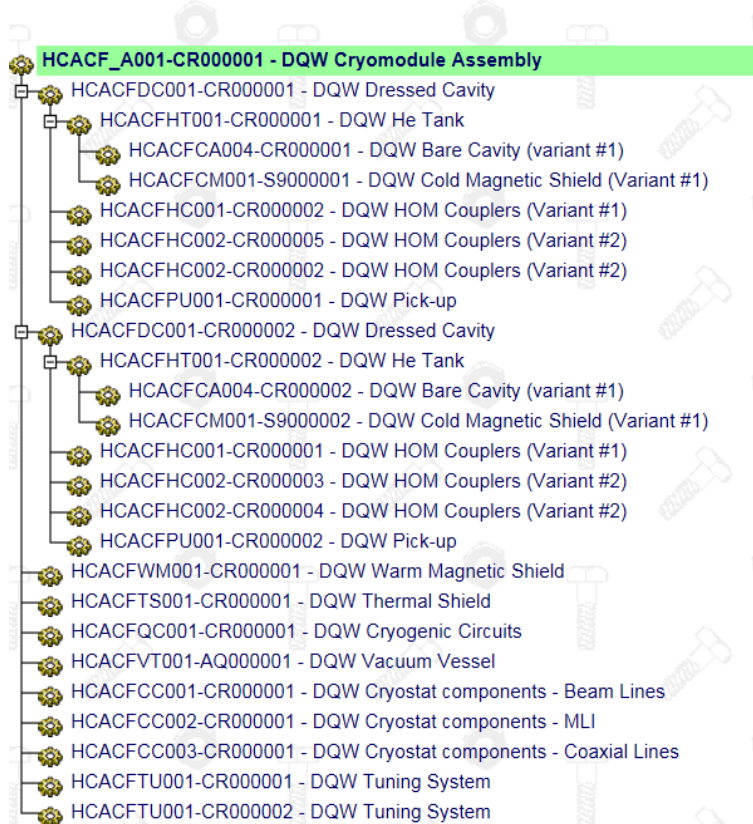 HCACF_A001-CR000001 - DQW Cryomodule Assembly
HCACFDC001-CR000001 - DQW Dressed Cavity
HCACFHT001-CR000001 - DQW He Tank
HCACFCA004-CR000001 - DQW Bare Cavity (variant #1)
HCACFCM001-S9000001 - DQW Cold Magnetic Shield (Variant #1)
HCACFHC001-CR000002 - DQW HOM Couplers (Variant #1)
HCACFHC002-CR000005 - DQW HOM Couplers (Variant #2)
HCACFHC002-CR000002 - DQW HOM Couplers (Variant #2)
HCACFPU001-CR000001 - DQW Pick-up
HCACFDC001-CR000002 - DQW Dressed Cavity
HCACFHT001-CR000002 - DQW He Tank
HCACFCA004-CR000002 - DQW Bare Cavity (variant #1)
HCACFCM001-S9000002 - DQW Cold Magnetic Shield (Variant #1)
HCACFHC001-CR000001 - DQW HOM Couplers (Variant #1)
HCACFHC002-CR000003 - DQW HOM Couplers (Variant #2)
HCACFHC002-CR000004 - DQW HOM Couplers (Variant #2)
HCACFPU001-CR000002 - DQW Pick-up
HCACFWM001-CR000001 - DQW Warm Magnetic Shield
HCACFTS001-CR000001 - DQW Thermal Shield
HCACFQC001-CR000001 - DQW Cryogenic Circuits
HCACFVT001-AQ000001 - DQW Vacuum Vessel
HCACFCC001-CR000001 - DQW Cryostat components - Beam Lines
HCACFCC002-CR000001 - DQW Cryostat components - MLI
HCACFCC003-CR000001 - DQW Cryostat components - Coaxial Lines
HCACFTU001-CR000001 - DQW Tuning System
HCACFTU001-CR000002 - DQW Tuning System